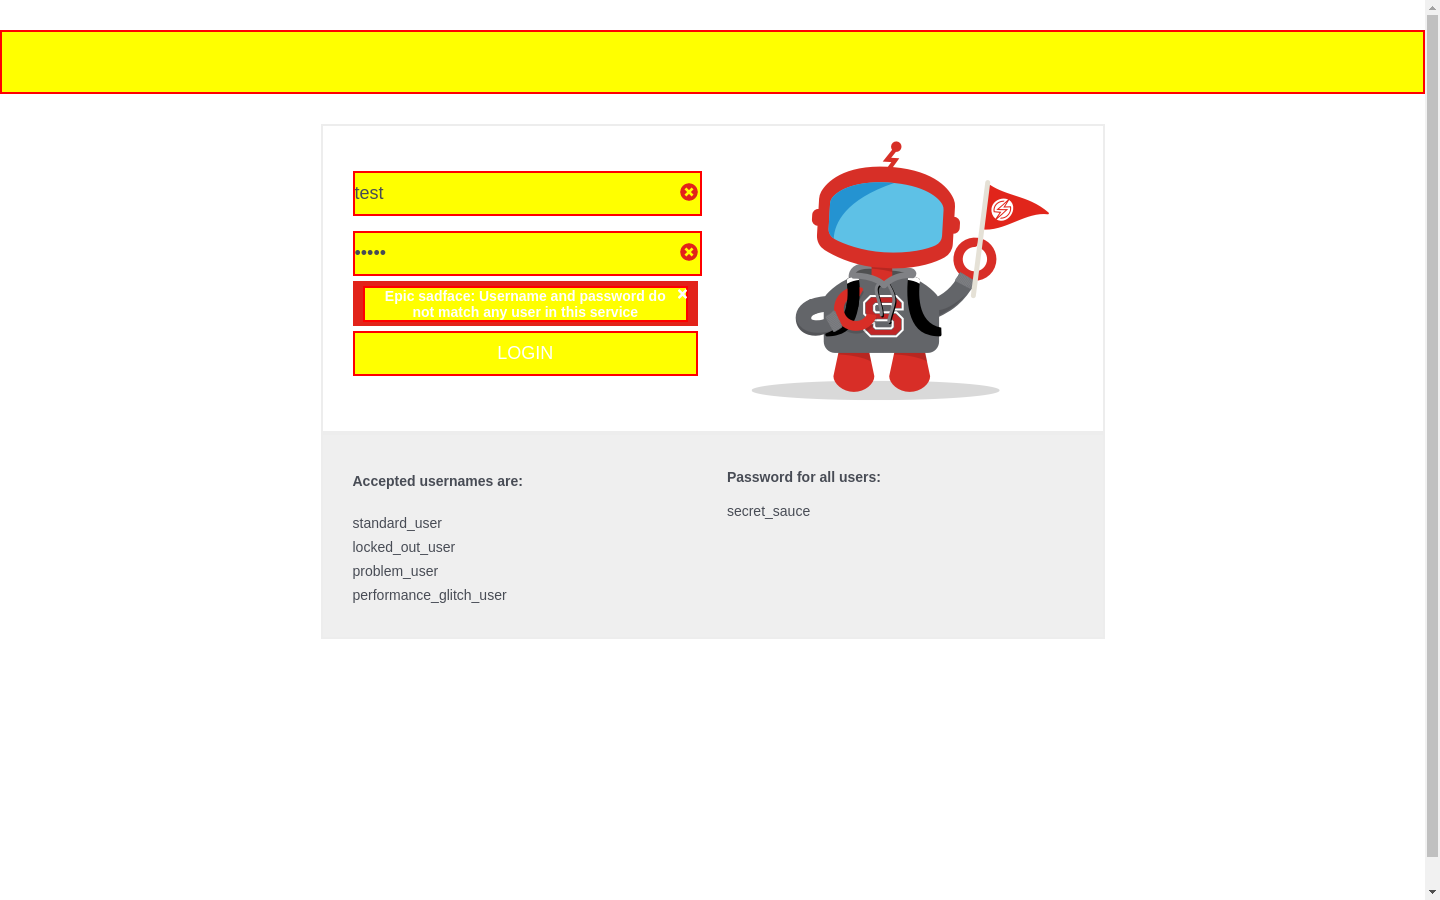 test
•••••
Epic sadface: Username and password do
not match any user in this service
LOGIN
Accepted usernames are:
standard_user
locked_out_user
problem_user
performance_glitch_user
Password for all users:
secret_sauce